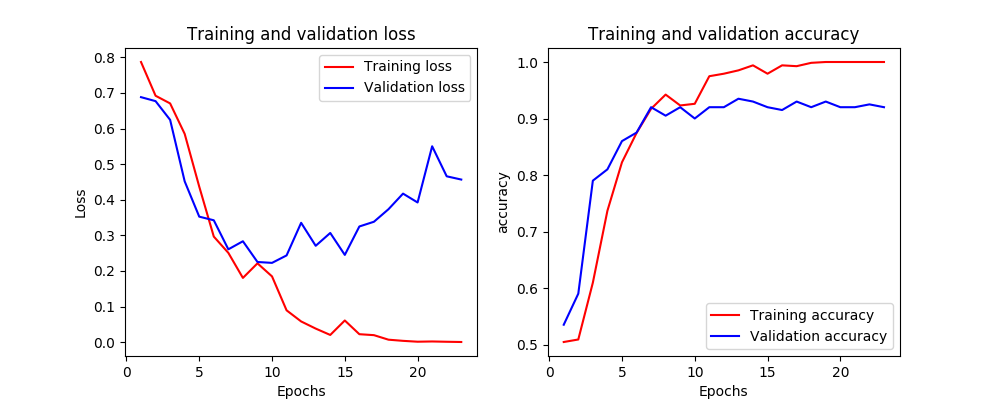 Training and validation loss
Training loss
Validation loss
0.8
0.7
0.6
0.5
0.4
0.3
0.2
0.1
0.0
Loss
0 5 10 15 20
Epochs
Training and validation accuracy
1.0
0.9
0.8
0.7
0.6
0.5
accuracy
Training accuracy
Validation accuracy
0 5 10 15 20
Epochs